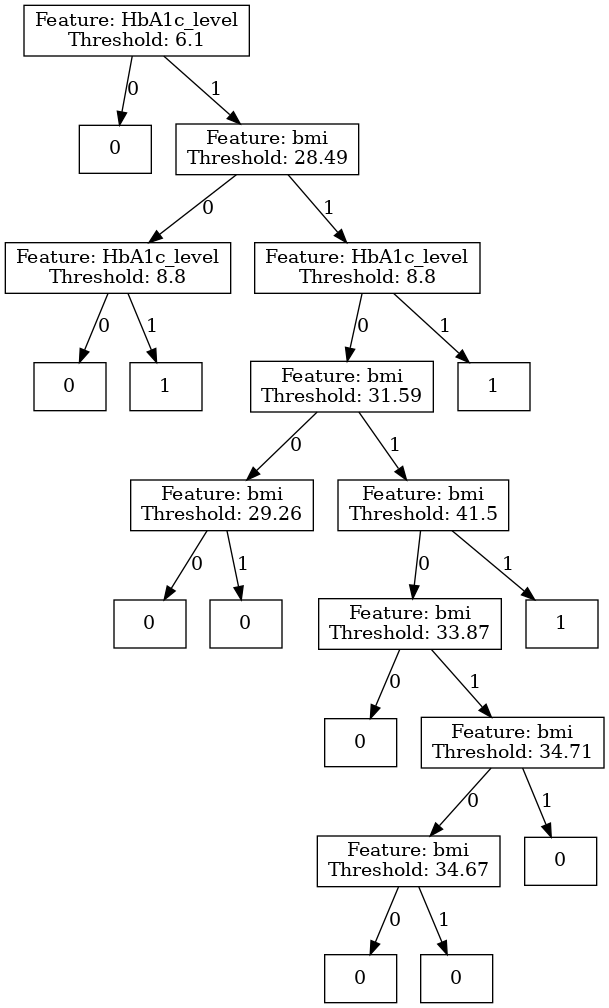 Feature: HbA1c_level
Threshold: 6.1
0
1
0
Feature: bmi
Threshold: 28.49
0
1
Feature: HbA1c_level
Threshold: 8.8
Feature: HbA1c_level
Threshold: 8.8
0
1
0
1
0
1
Feature: bmi
Threshold: 31.59
1
0
1
Feature: bmi
Threshold: 29.26
Feature: bmi
Threshold: 41.5
0
1
0
1
0
0
Feature: bmi
Threshold: 33.87
1
0
1
0
Feature: bmi
Threshold: 34.71
0
1
Feature: bmi
Threshold: 34.67
0
0
1
0
0